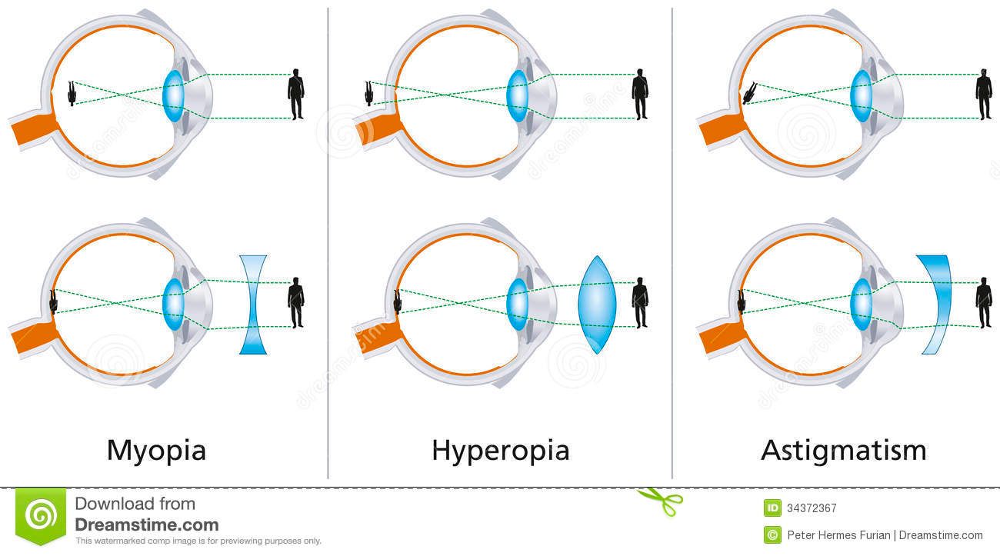 Myopia
Hyperopia
Astigmatism
Download from
Dreamstime.com
This watermarked comp image is for previewing purposes only.
ID 34372367
© Peter Hermes Furian | Dreamstime.com